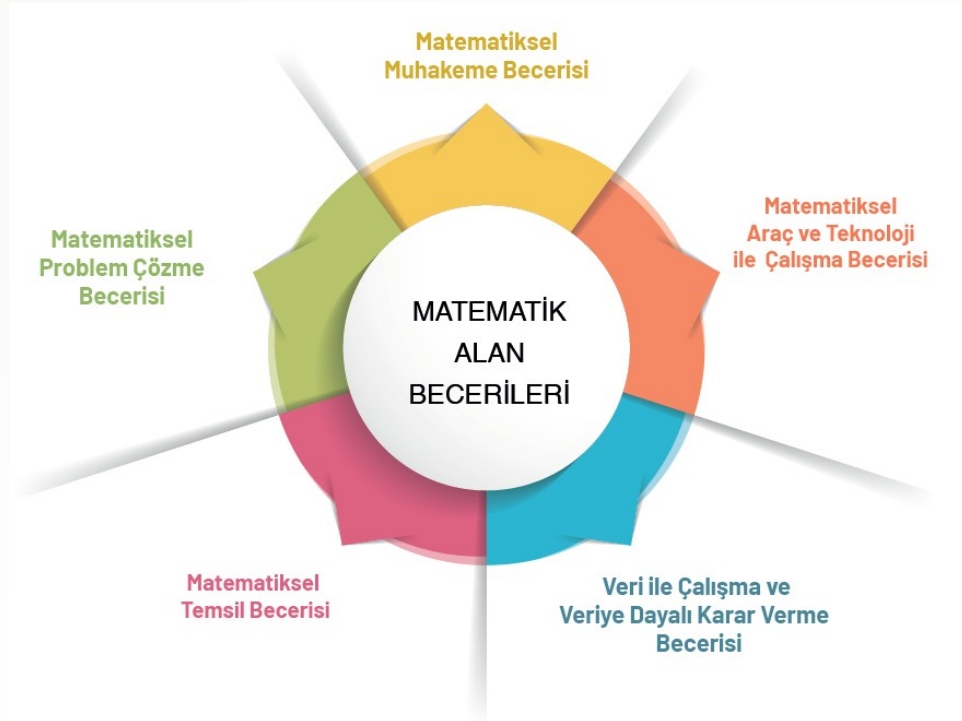 Matematiksel
Muhakeme Becerisi
Matematiksel
Araç ve Teknoloji
ile Çalışma Becerisi
Matematiksel
Problem Çözme
Becerisi
MATEMATİK
ALAN
BECERİLERİ
Matematiksel
Temsil Becerisi
Veri ile Çalışma ve
Veriye Dayalı Karar Verme
Becerisi